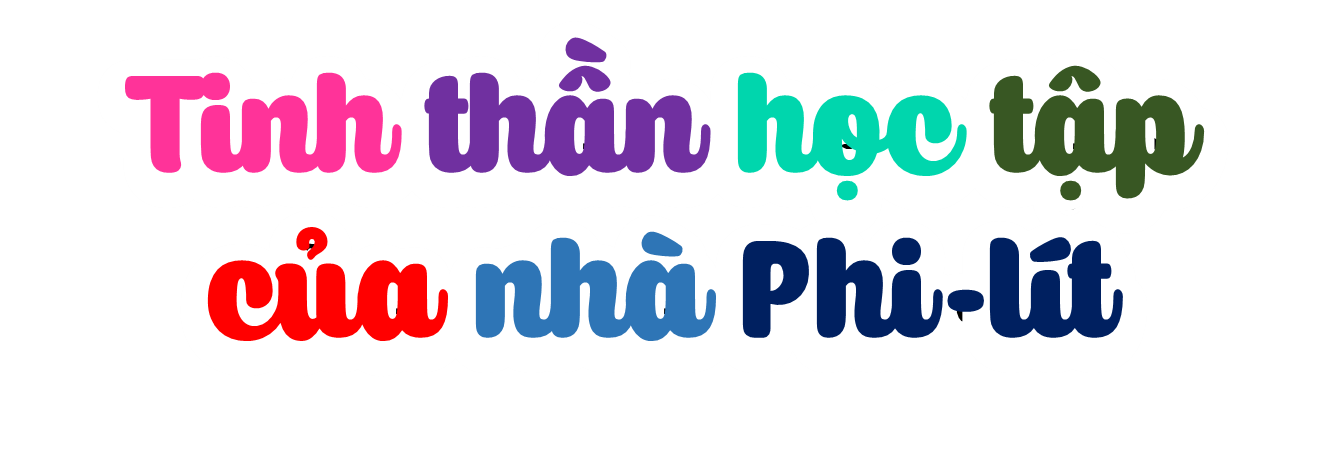 Tinh thần học tập
của nhà Phi-lít